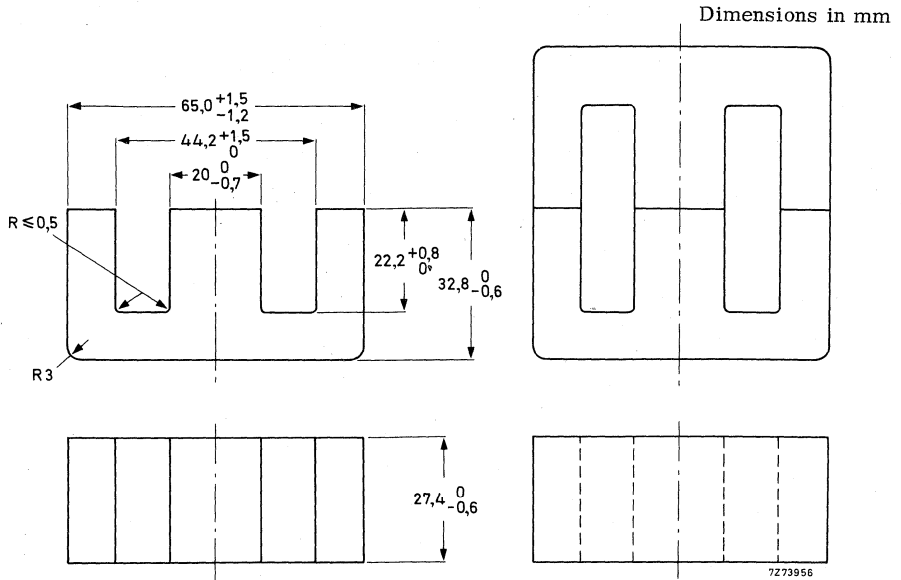 Dimensions in mm
65,0 +1,5 -1,2
44,2 +1,5 0
20 0 -0,7
R ≤ 0,5
22,2 +0,8 0
32,8 0 -0,6
R3
27,4 0 -0,6
7Z73956